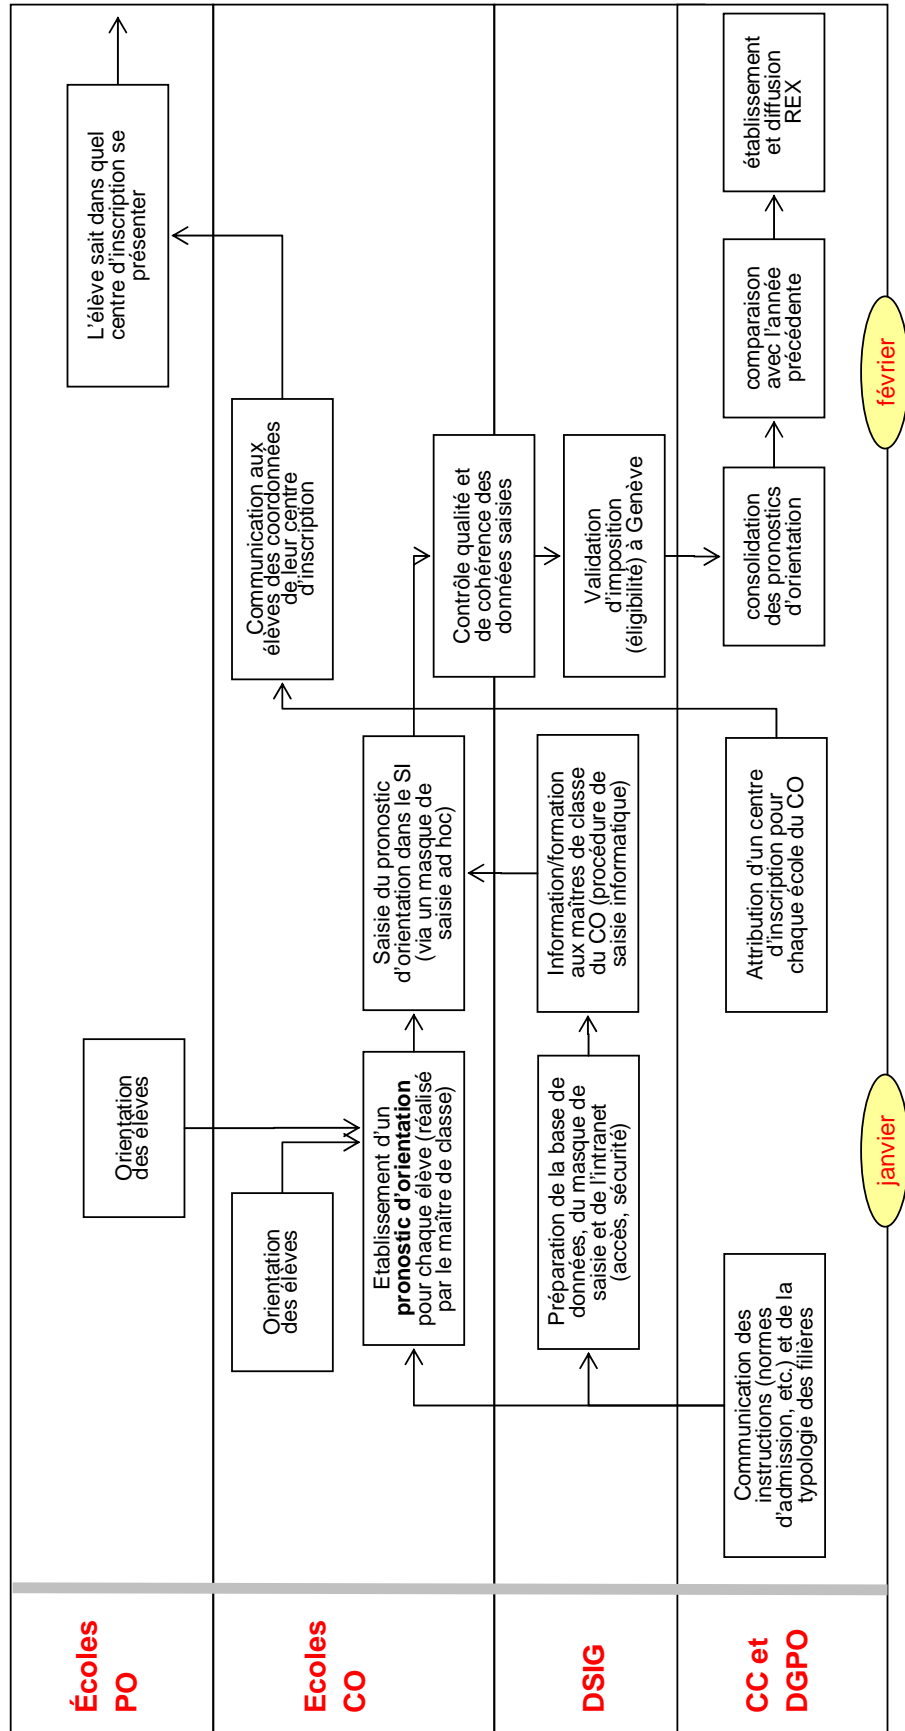 Écoles
PO
Orientation
des élèves
L'élève sait dans quel
centre d'inscription se
présenter
Ecoles
CO
Orientation
des élèves
Etablissement d'un
pronostic d'orientation
pour chaque élève (réalisé
par le maître de classe)
Saisie du pronostic
d'orientation dans le SI
(via un masque de
saisie ad hoc)
Communication aux
élèves des coordonnées
de leur centre
d'inscription
Contrôle qualité et
de cohérence des
données saisies
DSIG
Préparation de la base de
données, du masque de
saisie et de l'intranet
(accès, sécurité)
Information/formation
aux maîtres de classe
du CO (procédure de
saisie informatique)
Validation
d'imposition
(éligibilité) à Genève
CC et
DGPO
Communication des
instructions (normes
d'admission, etc.) et de la
typologie des filières
Attribution d'un centre
d'inscription pour
chaque école du CO
consolidation
des pronostics
d'orientation
comparaison
avec l'année
précédente
établissement
et diffusion
REX
janvier
février